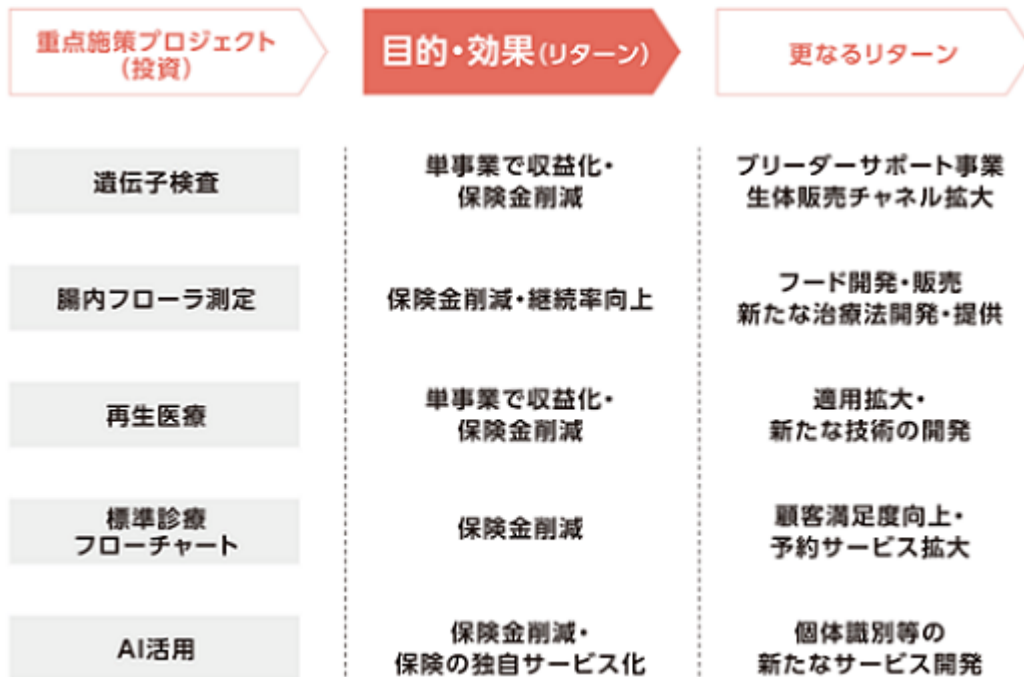 重点施策プロジェクト
(投資)
目的・効果(リターン)
更なるリターン
遺伝子検査
単事業で収益化・
保険金削減
ブリーダーサポート事業
生体販売チャネル拡大
腸内フローラ測定
保険金削減・継続率向上
フード開発・販売
新たな治療法開発・提供
再生医療
単事業で収益化・
保険金削減
適用拡大・
新たな技術の開発
標準診療
フローチャート
保険金削減
顧客満足度向上・
予約サービス拡大
AI活用
保険金削減・
保険の独自サービス化
個体識別等の
新たなサービス開発